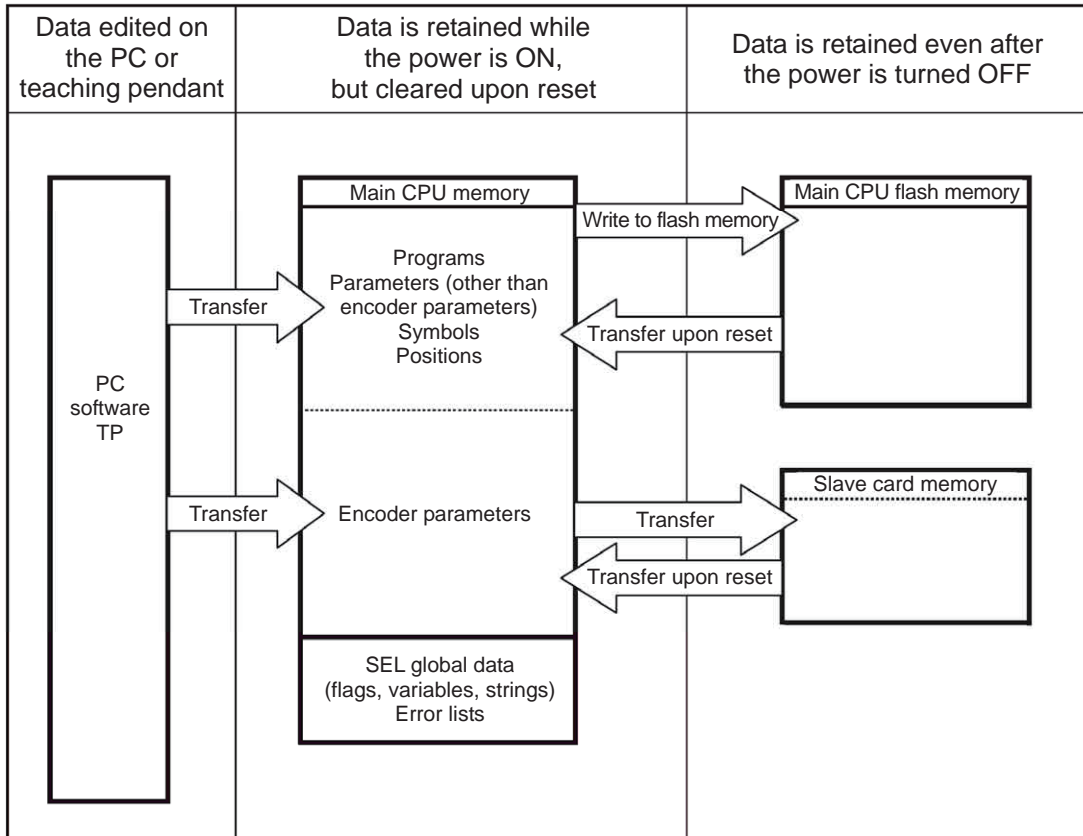 Data edited on
the PC or
teaching pendant
Data is retained while
the power is ON,
but cleared upon reset
Data is retained even after
the power is turned OFF
PC
software
TP
Transfer
Transfer
Main CPU memory
Programs
Parameters (other than
encoder parameters)
Symbols
Positions
Encoder parameters
SEL global data
(flags, variables, strings)
Error lists
Write to flash memory
Transfer upon reset
Transfer
Transfer upon reset
Main CPU flash memory
Slave card memory